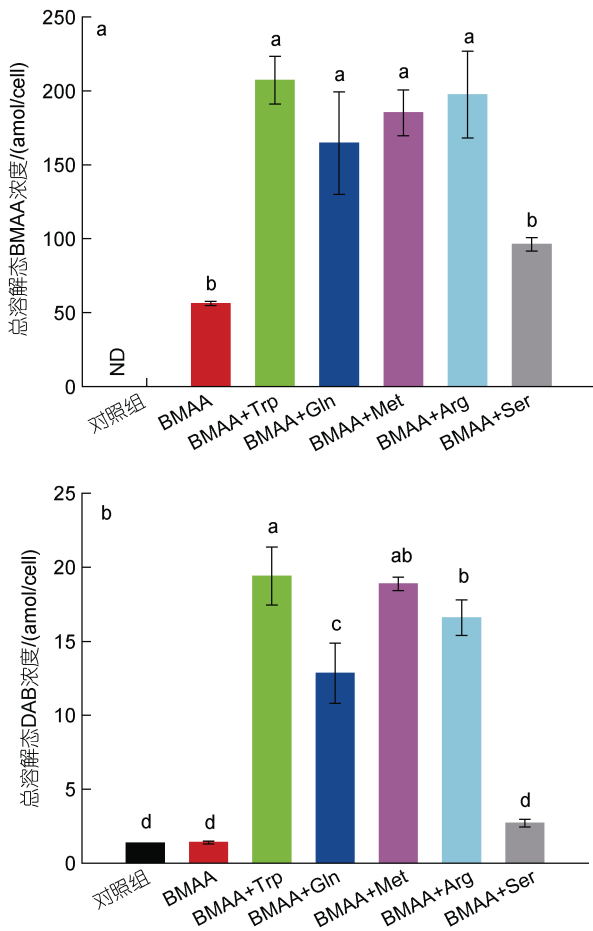 250
a
200
150
100
50
0
总溶解态BMAA浓度/(amol/cell)
ND
b
a
a
a
a
b
对照组
BMAA
BMAA+Trp
BMAA+Gln
BMAA+Met
BMAA+Arg
BMAA+Ser
25
b
20
15
10
5
0
总溶解态DAB浓度/(amol/cell)
d
d
a
c
ab
b
d
对照组
BMAA
BMAA+Trp
BMAA+Gln
BMAA+Met
BMAA+Arg
BMAA+Ser